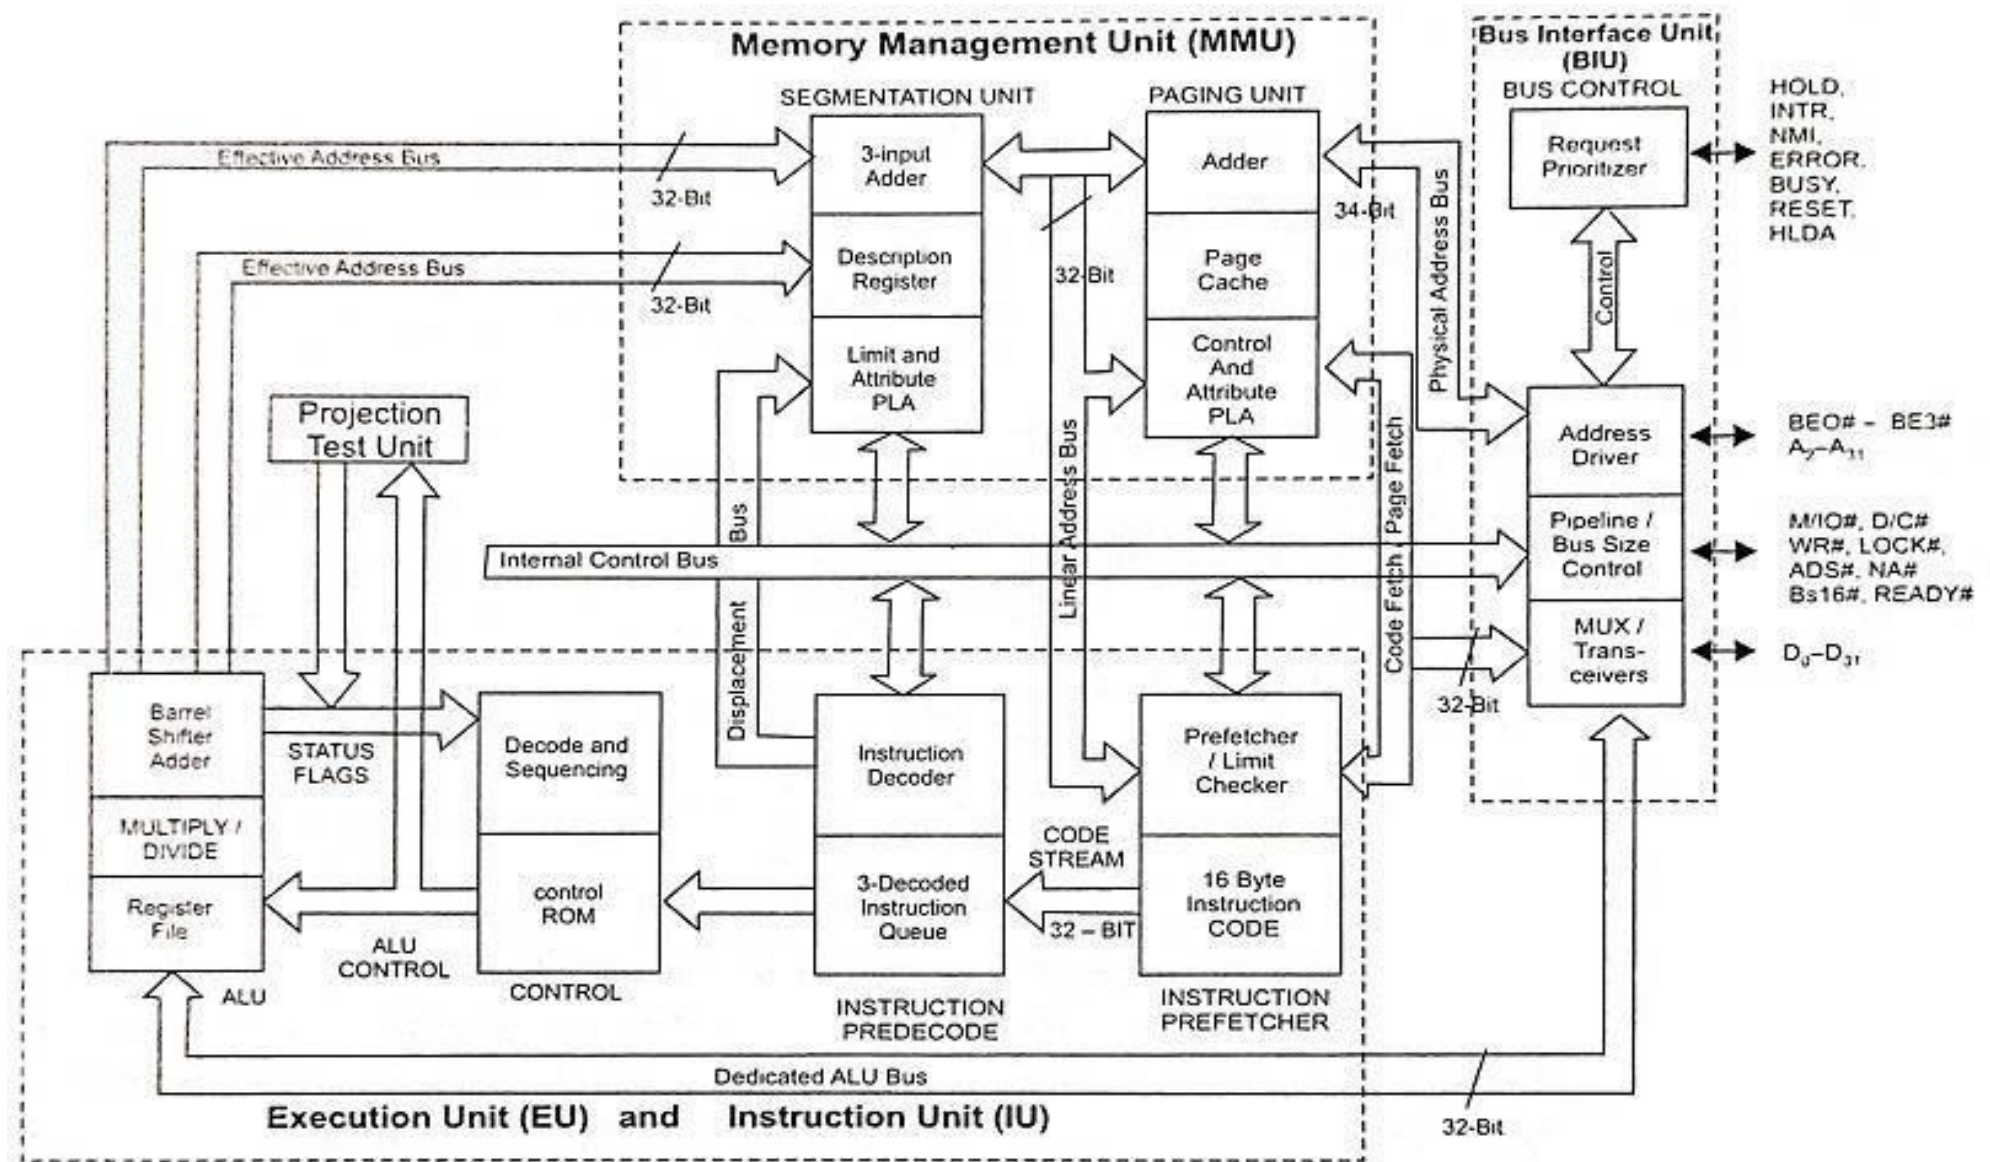 Memory Management Unit (MMU)
Bus Interface Unit
(BIU)
SEGMENTATION UNIT
PAGING UNIT
BUS CONTROL
3-input
Adder
Description
Register
Limit and
Attribute
PLA
Adder
Page
Cache
Control
And
Attribute
PLA
Request
Prioritizer
HOLD,
INTR,
NMI,
ERROR,
BUSY,
RESET,
HLDA
Effective Address Bus
32-Bit
Effective Address Bus
32-Bit
32-Bit
34-Bit
Physical Address Bus
Control
Projection
Test Unit
Address
Driver
Pipeline /
Bus Size
Control
MUX /
Trans-
ceivers
BEO# – BE3#
A2–A31
M/IO#, D/C#
WR#, LOCK#,
ADS#, NA#
Bs16#, READY#
D0–D31
Internal Control Bus
Displacement Bus
Linear Address Bus
Code Fetch / Page Fetch
32-Bit
Barrel
Shifter
Adder
MULTIPLY /
DIVIDE
Register
File
ALU
STATUS
FLAGS
ALU
CONTROL
Decode and
Sequencing
control
ROM
CONTROL
Instruction
Decoder
3-Decoded
Instruction
Queue
INSTRUCTION
PREDECODE
CODE
STREAM
32 – BIT
Prefetcher
/ Limit
Checker
16 Byte
Instruction
CODE
INSTRUCTION
PREFETCHER
Dedicated ALU Bus
32-Bit
Execution Unit (EU) and Instruction Unit (IU)